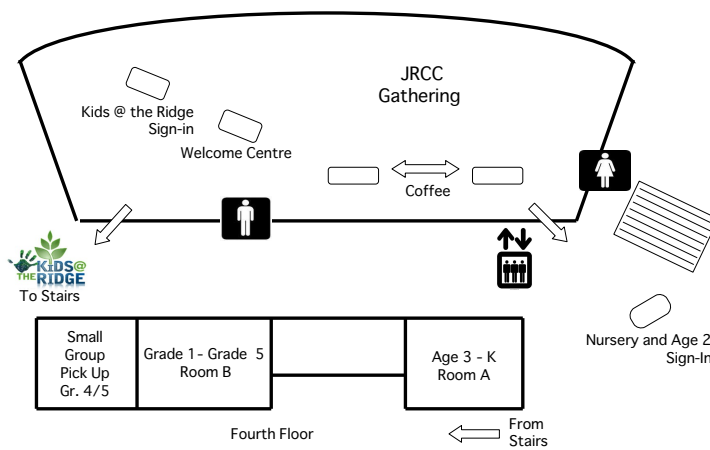 JRCC
Gathering
Kids @ the Ridge
Sign-in
Welcome Centre
Coffee
KiDS@
THE RIDGE
To Stairs
Nursery and Age 2
Sign-In
Small
Group
Pick Up
Gr. 4/5
Grade 1 - Grade 5
Room B
Age 3 - K
Room A
Fourth Floor
From
Stairs